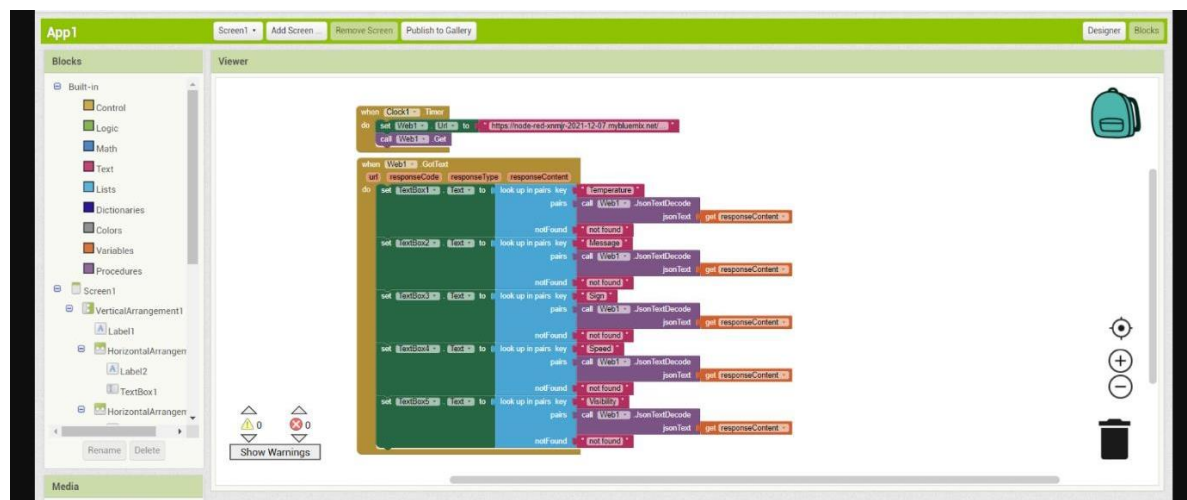 App1
Screen1 Add Screen ... Remove Screen Publish to Gallery Designer Blocks
Blocks
Viewer
Built-in
Control
Logic
Math
Text
Lists
Dictionaries
Colors
Variables
Procedures
Screen1
VerticalArrangement1
Label1
HorizontalArrangen
Label2
TextBox1
HorizontalArrangen
Rename Delete
Media
when Clock1 Timer
do set Web1 . Url to " https://node-red-xnmjr-2021-12-07.mybluemix.net/... "
call Web1 .Get
when Web1 GotText
url responseCode responseType responseContent
do set TextBox1 . Text to look up in pairs key " Temperature "
pairs call Web1 .JsonTextDecode
jsonText get responseContent
notFound " not found "
set TextBox2 . Text to look up in pairs key " Message "
pairs call Web1 .JsonTextDecode
jsonText get responseContent
notFound " not found "
set TextBox3 . Text to look up in pairs key " Sign "
pairs call Web1 .JsonTextDecode
jsonText get responseContent
notFound " not found "
set TextBox4 . Text to look up in pairs key " Speed "
pairs call Web1 .JsonTextDecode
jsonText get responseContent
notFound " not found "
set TextBox5 . Text to look up in pairs key " Visibility "
pairs call Web1 .JsonTextDecode
jsonText get responseContent
notFound " not found "
0 0
Show Warnings